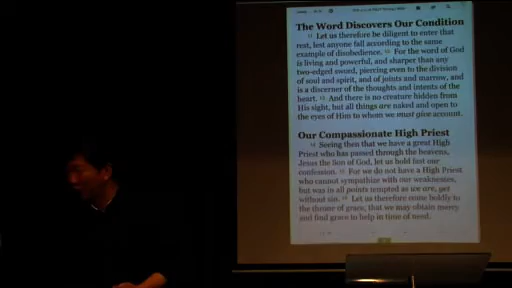 The Word Discovers Our Condition
11 Let us therefore be diligent to enter that
rest, lest anyone fall according to the same
example of disobedience. 12 For the word of God
is living and powerful, and sharper than any
two-edged sword, piercing even to the division
of soul and spirit, and of joints and marrow, and
is a discerner of the thoughts and intents of the
heart. 13 And there is no creature hidden from
His sight, but all things are naked and open to
the eyes of Him to whom we must give account.
Our Compassionate High Priest
14 Seeing then that we have a great High
Priest who has passed through the heavens,
Jesus the Son of God, let us hold fast our
confession. 15 For we do not have a High Priest
who cannot sympathize with our weaknesses,
but was in all points tempted as we are, yet
without sin. 16 Let us therefore come boldly to
the throne of grace, that we may obtain mercy
and find grace to help in time of need.